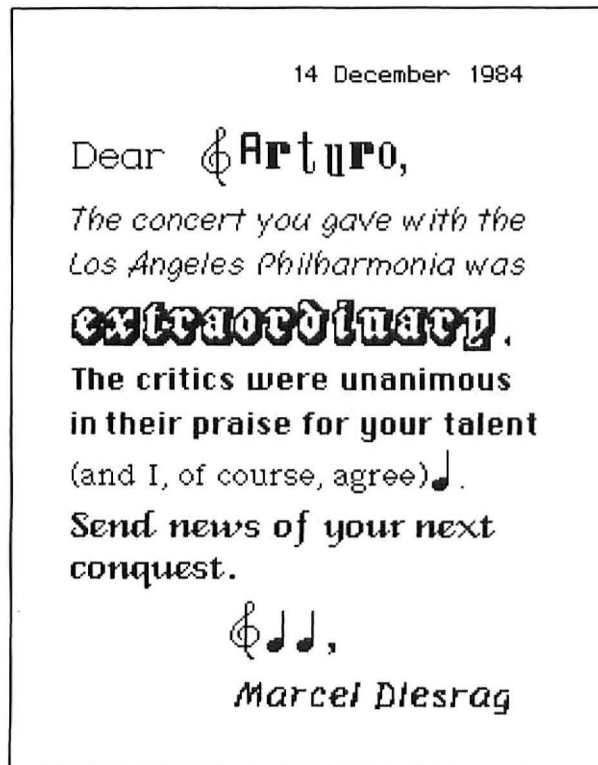 14 December 1984
Dear 𝄞Arturo,
The concert you gave with the
Los Angeles Philharmonia was
extraordinary.
The critics were unanimous
in their praise for your talent
(and I, of course, agree)♩.
Send news of your next
conquest.
𝄞♩♩,
Marcel Dlesrag